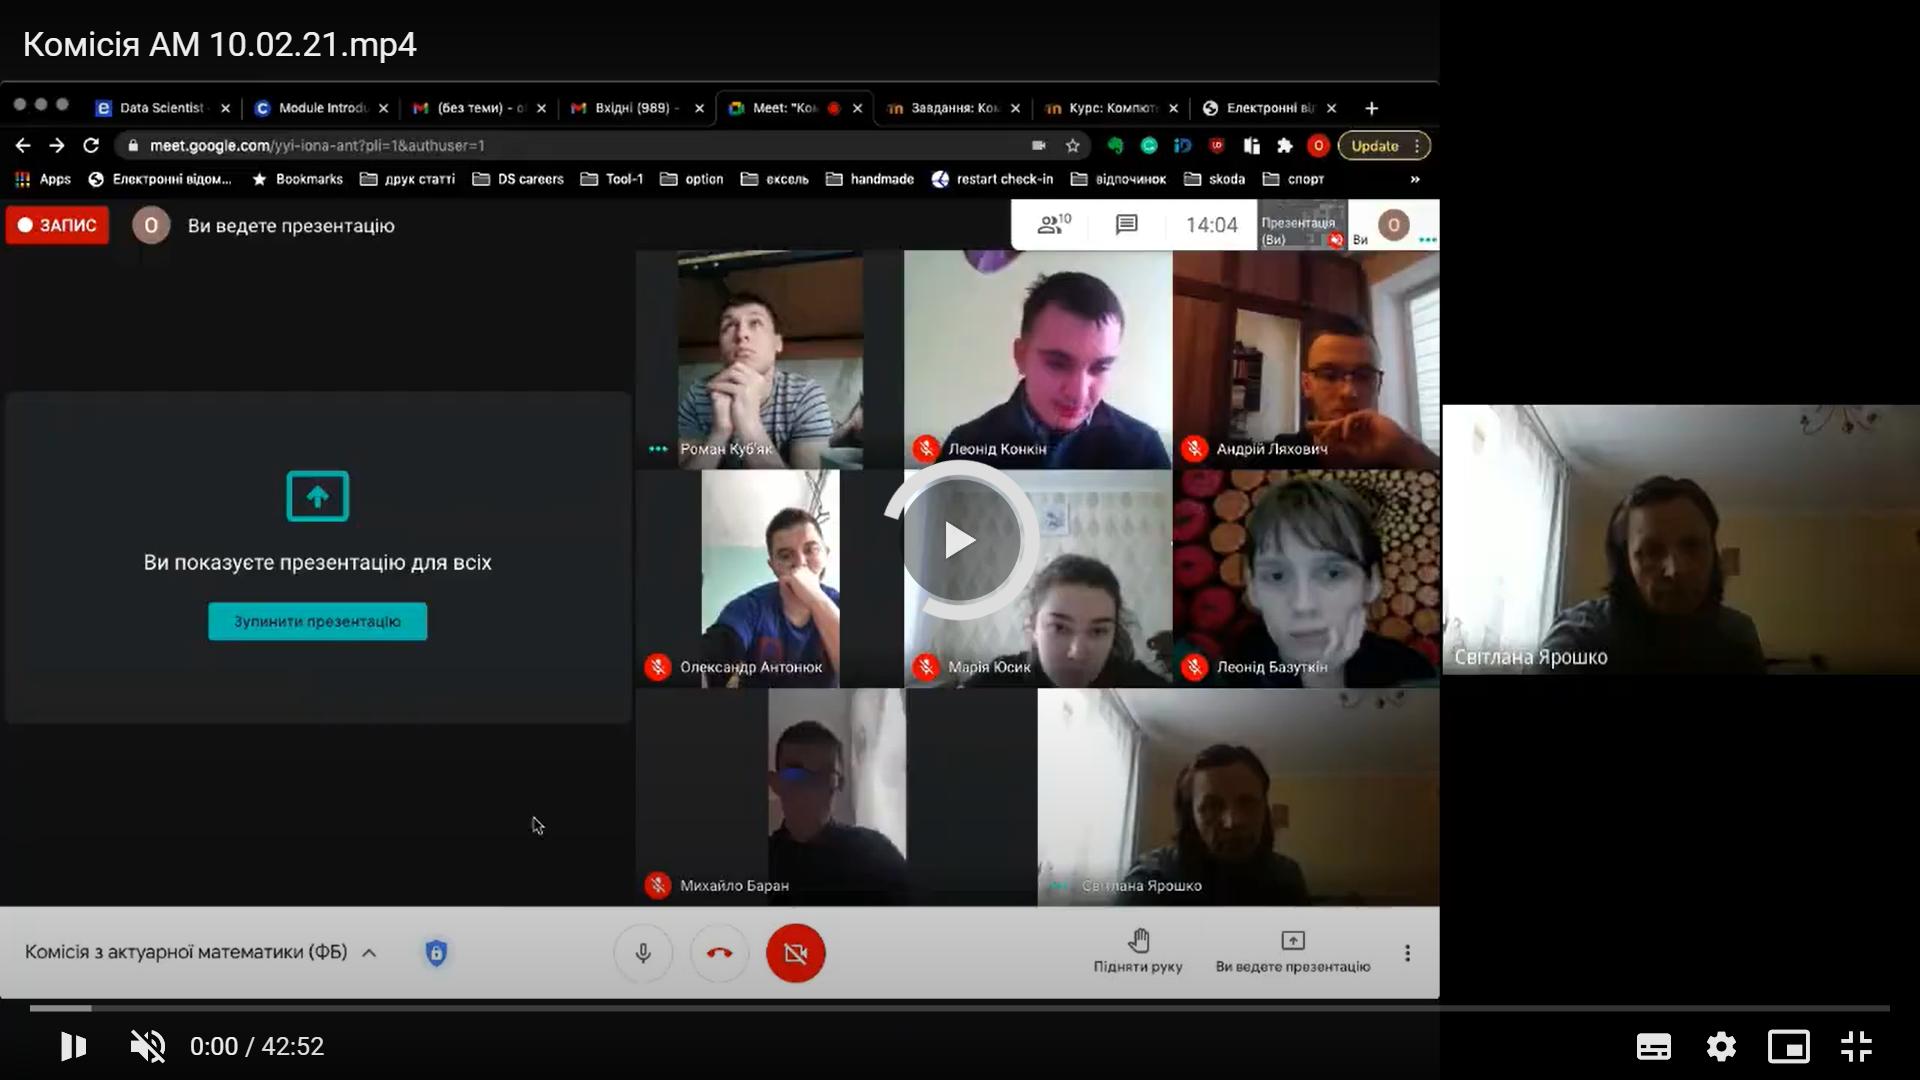 Комісія АМ 10.02.21.mp4
Data Scientist
Module Introdu
(без теми) - o
Вхідні (989) -
Meet: "Ко
Завдання: Ко
Курс: Компют
Електронні ві
meet.google.com/yyi-iona-ant?pli=1&authuser=1
Update
Apps
Електронні відом...
Bookmarks
друк статті
DS careers
Tool-1
option
ексель
handmade
restart check-in
відпочинок
skoda
спорт
»
ЗАПИС
О
Ви ведете презентацію
10
14:04
Презентація
(Ви)
Ви
О
Роман Куб'як
Леонід Конкін
Андрій Ляхович
Ви показуєте презентацію для всіх
Зупинити презентацію
Олександр Антонюк
Марія Юсик
Леонід Базуткін
Світлана Ярошко
Михайло Баран
Світлана Ярошко
Комісія з актуарної математики (ФБ)
Підняти руку
Ви ведете презентацію
0:00 / 42:52